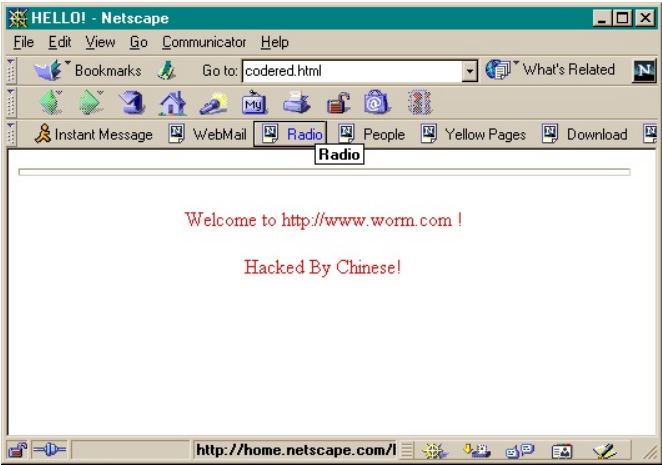 HELLO! - Netscape
File Edit View Go Communicator Help
Bookmarks Go to: codered.html What's Related N
My
Instant Message WebMail Radio People Yellow Pages Download
Radio
Welcome to http://www.worm.com !
Hacked By Chinese!
http://home.netscape.com/